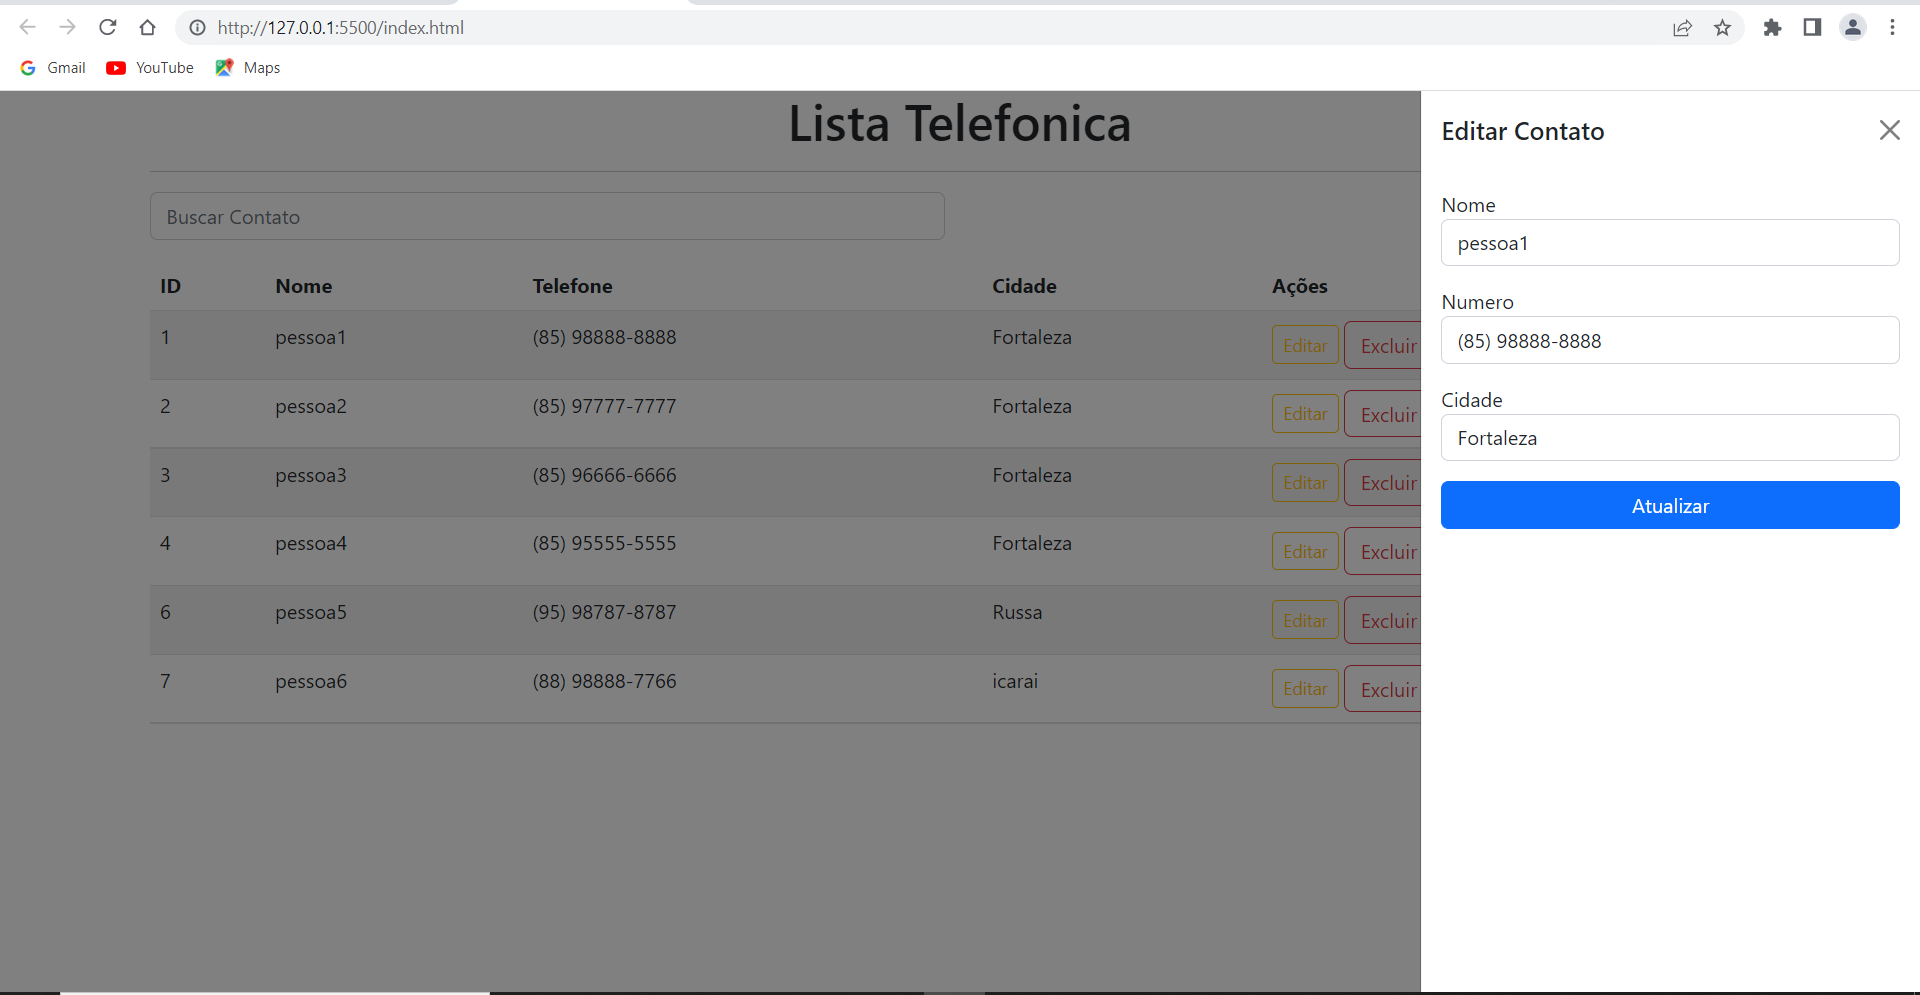 http://127.0.0.1:5500/index.html
Gmail YouTube Maps
Lista Telefonica
Buscar Contato
ID Nome Telefone Cidade Ações
1 pessoa1 (85) 98888-8888 Fortaleza Editar Excluir
2 pessoa2 (85) 97777-7777 Fortaleza Editar Excluir
3 pessoa3 (85) 96666-6666 Fortaleza Editar Excluir
4 pessoa4 (85) 95555-5555 Fortaleza Editar Excluir
6 pessoa5 (95) 98787-8787 Russa Editar Excluir
7 pessoa6 (88) 98888-7766 icarai Editar Excluir
Editar Contato
Nome
pessoa1
Numero
(85) 98888-8888
Cidade
Fortaleza
Atualizar